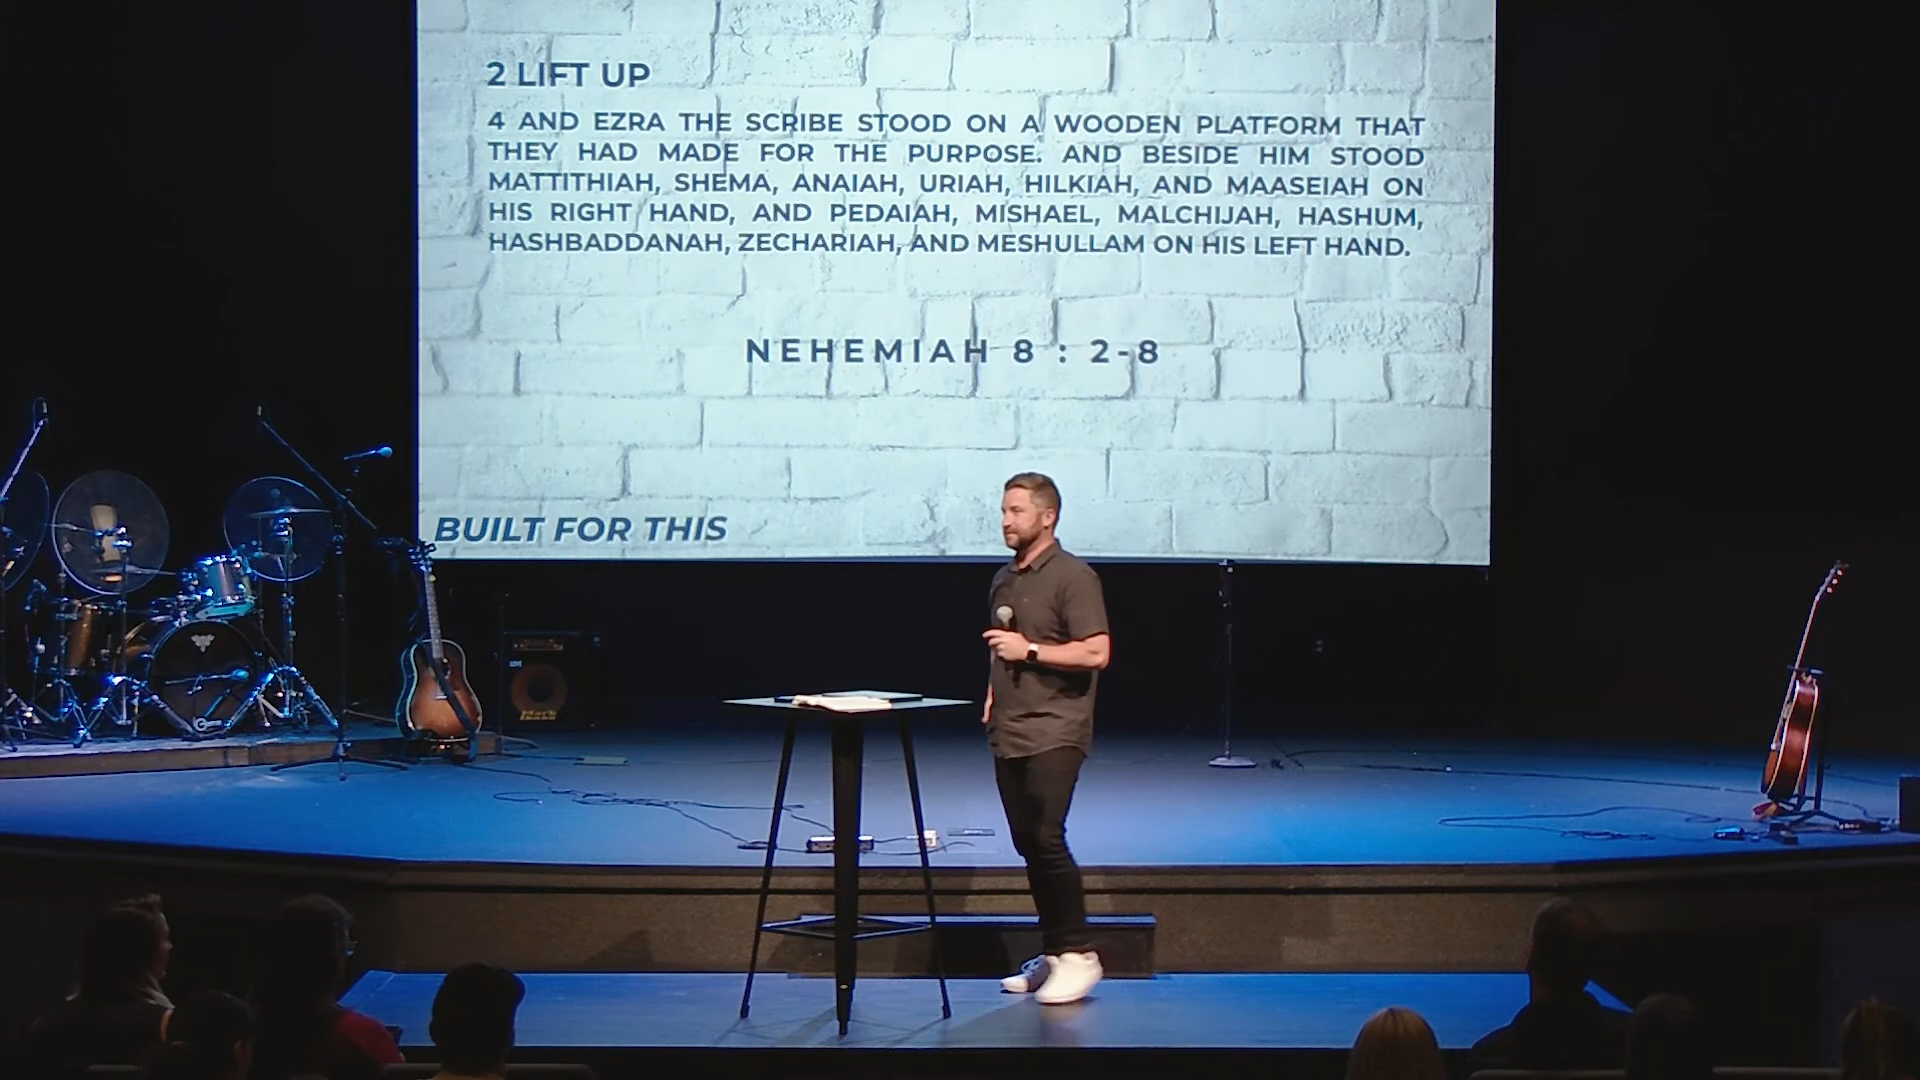 2 LIFT UP
4 AND EZRA THE SCRIBE STOOD ON A WOODEN PLATFORM THAT
THEY HAD MADE FOR THE PURPOSE. AND BESIDE HIM STOOD
MATTITHIAH, SHEMA, ANAIAH, URIAH, HILKIAH, AND MAASEIAH ON
HIS RIGHT HAND, AND PEDAIAH, MISHAEL, MALCHIJAH, HASHUM,
HASHBADDANAH, ZECHARIAH, AND MESHULLAM ON HIS LEFT HAND.
NEHEMIAH 8 : 2-8
BUILT FOR THIS